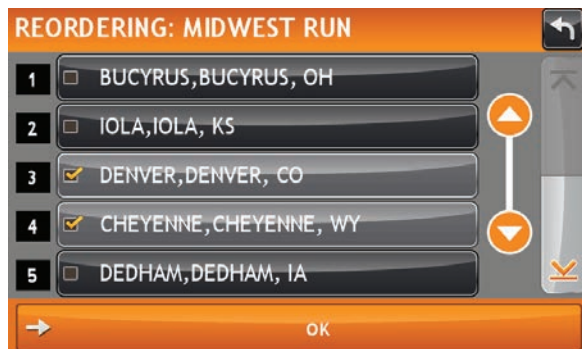 REORDERING: MIDWEST RUN
1 BUCYRUS,BUCYRUS, OH
2 IOLA,IOLA, KS
3 DENVER,DENVER, CO
4 CHEYENNE,CHEYENNE, WY
5 DEDHAM,DEDHAM, IA
OK